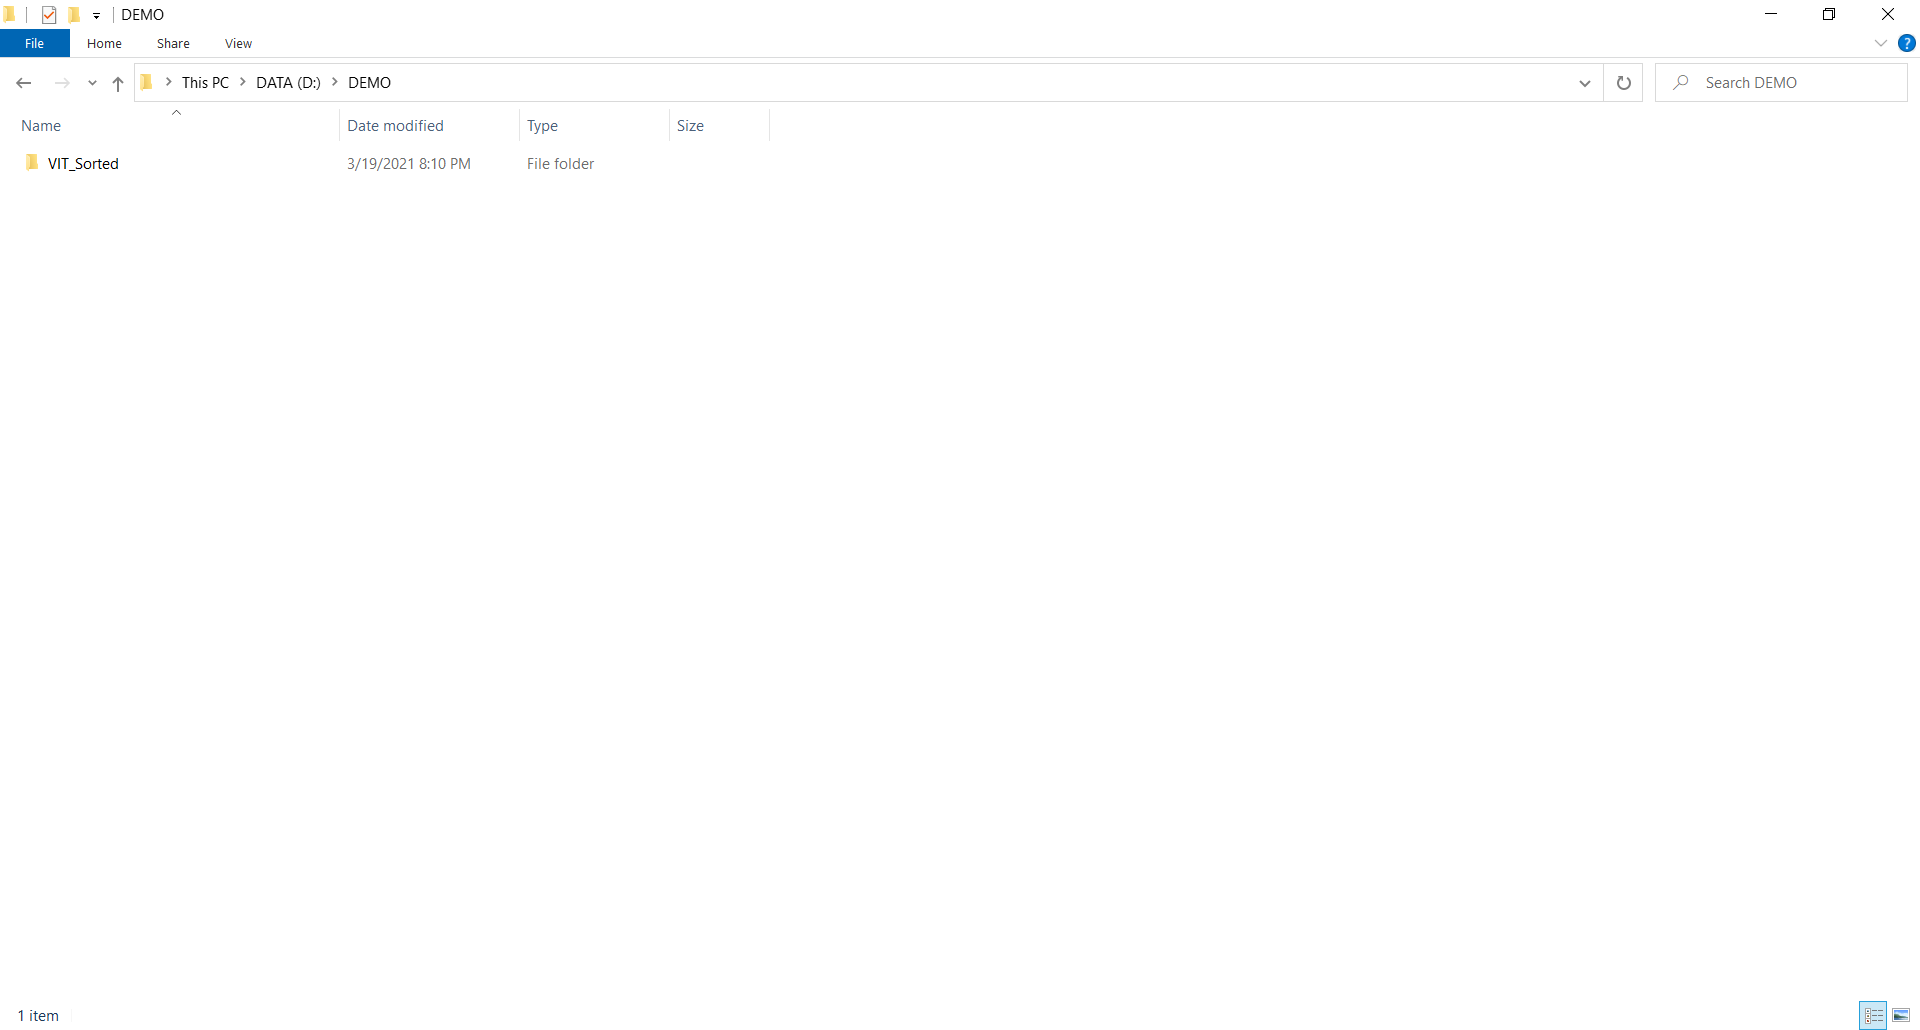 DEMO
File Home Share View ?
This PC DATA (D:) DEMO Search DEMO
Name Date modified Type Size
VIT_Sorted 3/19/2021 8:10 PM File folder
1 item